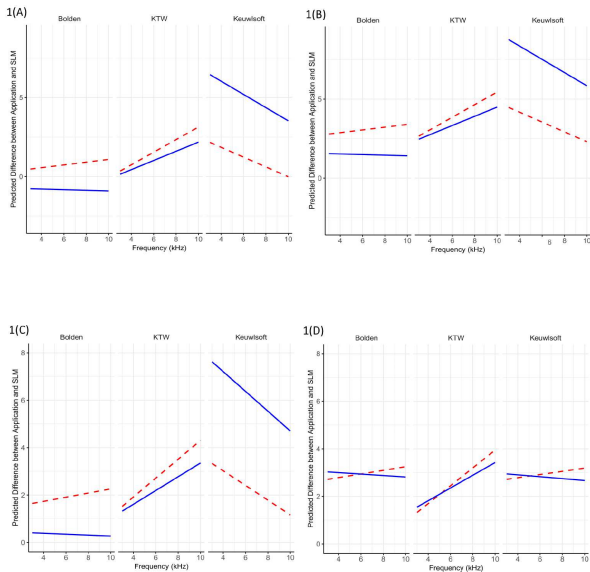 1(A)
Bolden KTW Keuwlsoft
Predicted Difference between Application and SLM
5
0
4 6 8 10 4 6 8 10 4 6 8 10
Frequency (kHz)
1(B)
Bolden KTW Keuwlsoft
Predicted Difference between Application and SLM
5
0
4 6 8 10 4 6 8 10 4 6 8 10
Frequency (kHz)
1(C)
Bolden KTW Keuwlsoft
Predicted Difference between Application and SLM
8
6
4
2
0
4 6 8 10 4 6 8 10 4 6 8 10
Frequency (kHz)
1(D)
Bolden KTW Keuwlsoft
Predicted Difference between Application and SLM
8
6
4
2
0
4 6 8 10 4 6 8 10 4 6 8 10
Frequency (kHz)